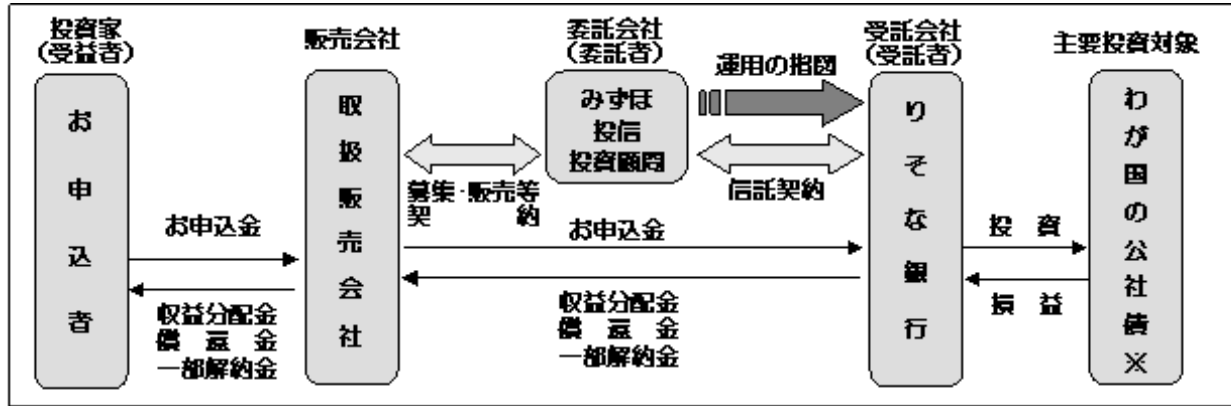 投資家
(受益者)
お申込者
販売会社
取扱販売会社
委託会社
(委託者)
みずほ
投信
投資顧問
受託会社
(受託者)
りそな銀行
主要投資対象
わが国の公社債※
運用の指図
募集・販売等
契 約
信託契約
お申込金
収益分配金
償 還 金
一部解約金
お申込金
収益分配金
償 還 金
一部解約金
投 資
損 益